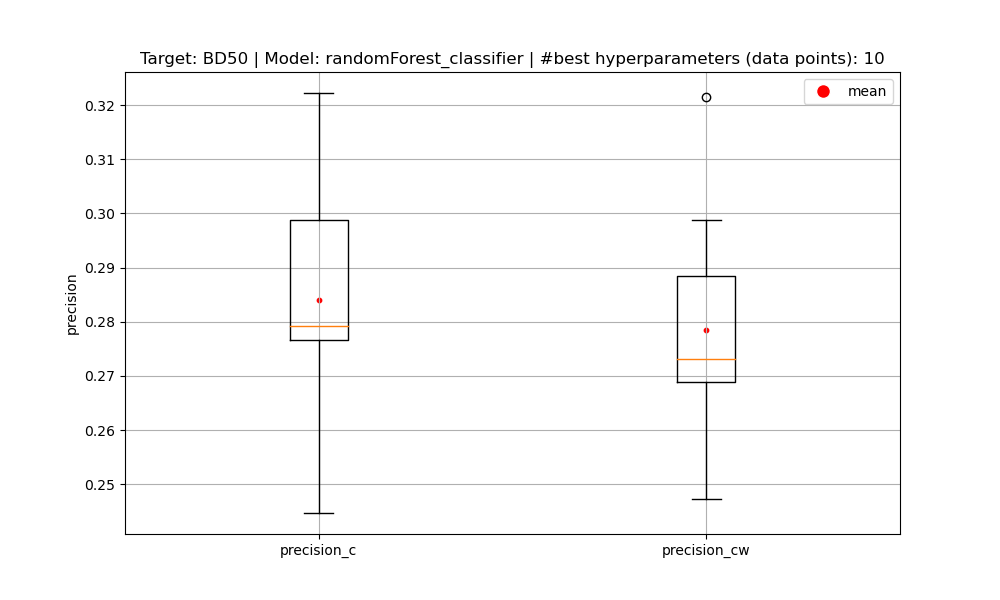 Target: BD50 | Model: randomForest_classifier | #best hyperparameters (data points): 10
mean
0.32
0.31
0.30
0.29
0.28
0.27
0.26
0.25
precision
precision_c
precision_cw